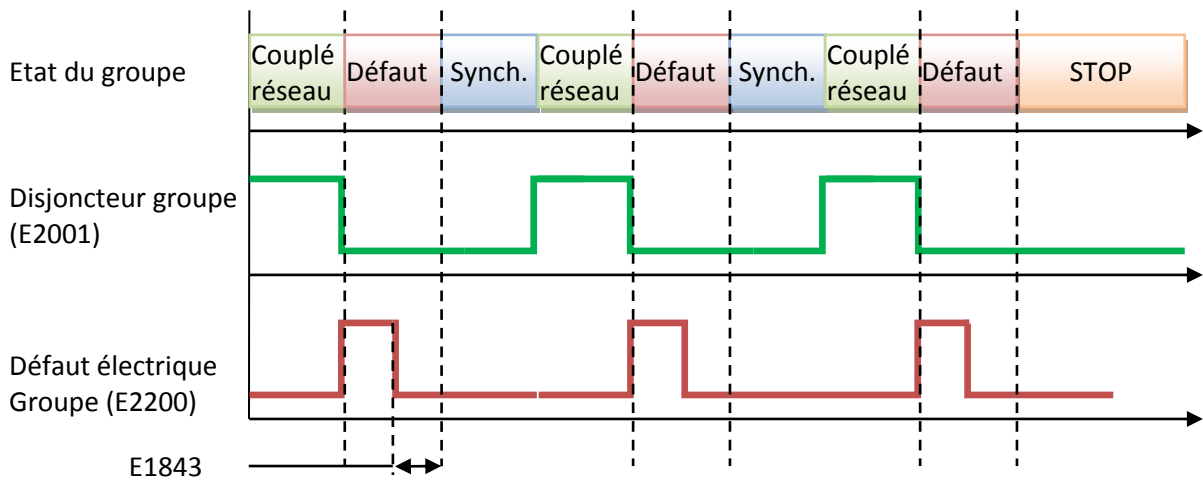 Etat du groupe
Couplé
réseau
Défaut
Synch.
Couplé
réseau
Défaut
Synch.
Couplé
réseau
Défaut
STOP
Disjoncteur groupe
(E2001)
Défaut électrique
Groupe (E2200)
E1843